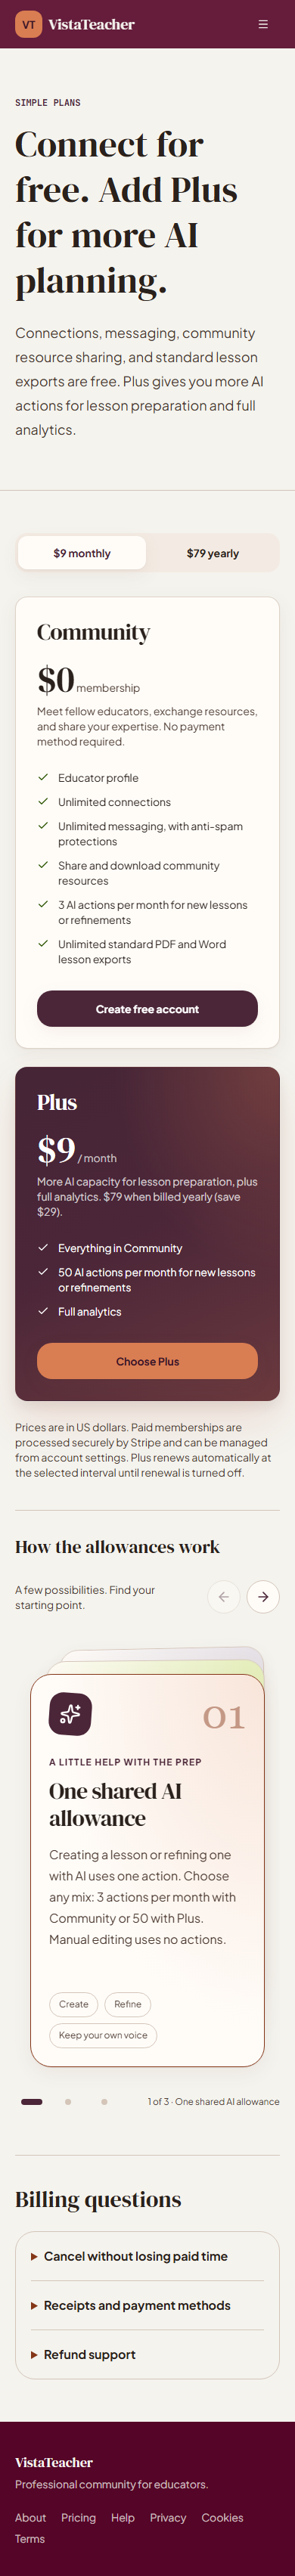 VT VistaTeacher
SIMPLE PLANS
Connect for
free. Add Plus
for more AI
planning.
Connections, messaging, community
resource sharing, and standard lesson
exports are free. Plus gives you more AI
actions for lesson preparation and full
analytics.
$9 monthly $79 yearly
Community
$0 membership
Meet fellow educators, exchange resources,
and share your expertise. No payment
method required.
Educator profile
Unlimited connections
Unlimited messaging, with anti-spam
protections
Share and download community
resources
3 AI actions per month for new lessons
or refinements
Unlimited standard PDF and Word
lesson exports
Create free account
Plus
$9 / month
More AI capacity for lesson preparation, plus
full analytics. $79 when billed yearly (save
$29).
Everything in Community
50 AI actions per month for new lessons
or refinements
Full analytics
Choose Plus
Prices are in US dollars. Paid memberships are
processed securely by Stripe and can be managed
from account settings. Plus renews automatically at
the selected interval until renewal is turned off.
How the allowances work
A few possibilities. Find your
starting point.
01
A LITTLE HELP WITH THE PREP
One shared AI
allowance
Creating a lesson or refining one
with AI uses one action. Choose
any mix: 3 actions per month with
Community or 50 with Plus.
Manual editing uses no actions.
Create Refine
Keep your own voice
1 of 3 · One shared AI allowance
Billing questions
Cancel without losing paid time
Receipts and payment methods
Refund support
VistaTeacher
Professional community for educators.
About Pricing Help Privacy Cookies
Terms